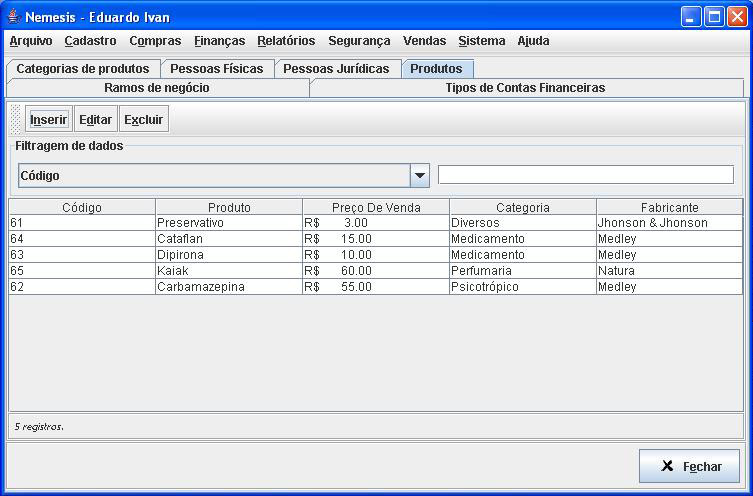 Nemesis - Eduardo Ivan
Arquivo Cadastro Compras Finanças Relatórios Segurança Vendas Sistema Ajuda
Categorias de produtos Pessoas Físicas Pessoas Jurídicas Produtos
Ramos de negócio Tipos de Contas Financeiras
Inserir Editar Excluir
Filtragem de dados
Código
Código Produto Preço De Venda Categoria Fabricante
61 Preservativo R$ 3.00 Diversos Jhonson & Jhonson
64 Cataflan R$ 15.00 Medicamento Medley
63 Dipirona R$ 10.00 Medicamento Medley
65 Kaiak R$ 60.00 Perfumaria Natura
62 Carbamazepina R$ 55.00 Psicotrópico Medley
5 registros.
Fechar